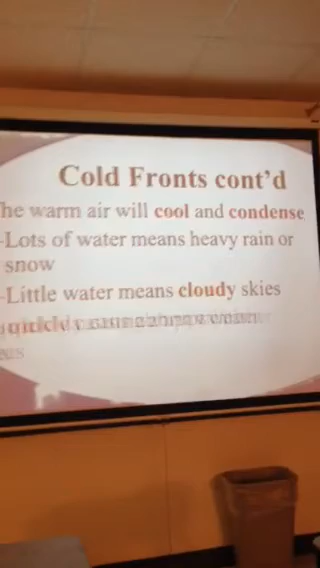 Cold Fronts cont'd
he warm air will cool and condense
-Lots of water means heavy rain or
snow
-Little water means cloudy skies
quickly